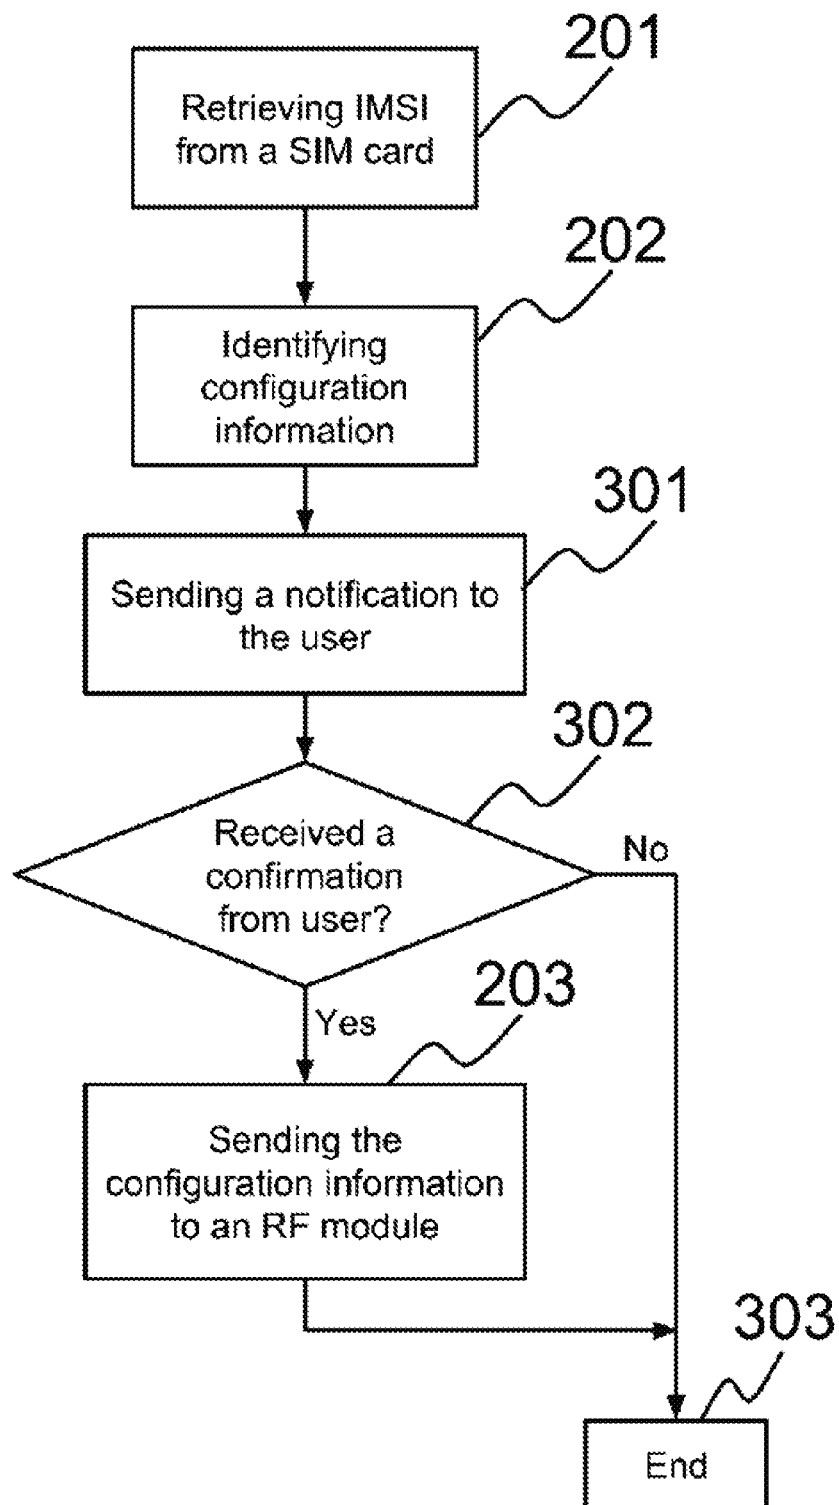 201
Retrieving IMSI
from a SIM card
202
Identifying
configuration
information
301
Sending a notification to
the user
302
Received a
confirmation
from user?
No
Yes
203
Sending the
configuration information
to an RF module
303
End